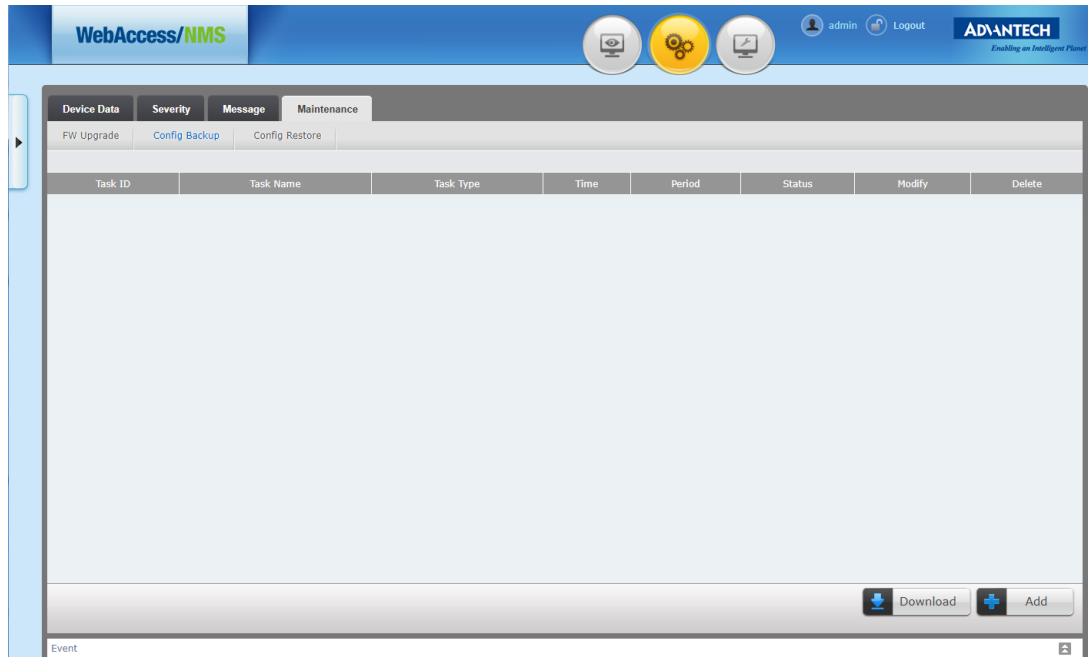 WebAccess/NMS
admin Logout
ADVANTECH
Enabling an Intelligent Planet
Device Data Severity Message Maintenance
FW Upgrade Config Backup Config Restore
Task ID Task Name Task Type Time Period Status Modify Delete
Download Add
Event